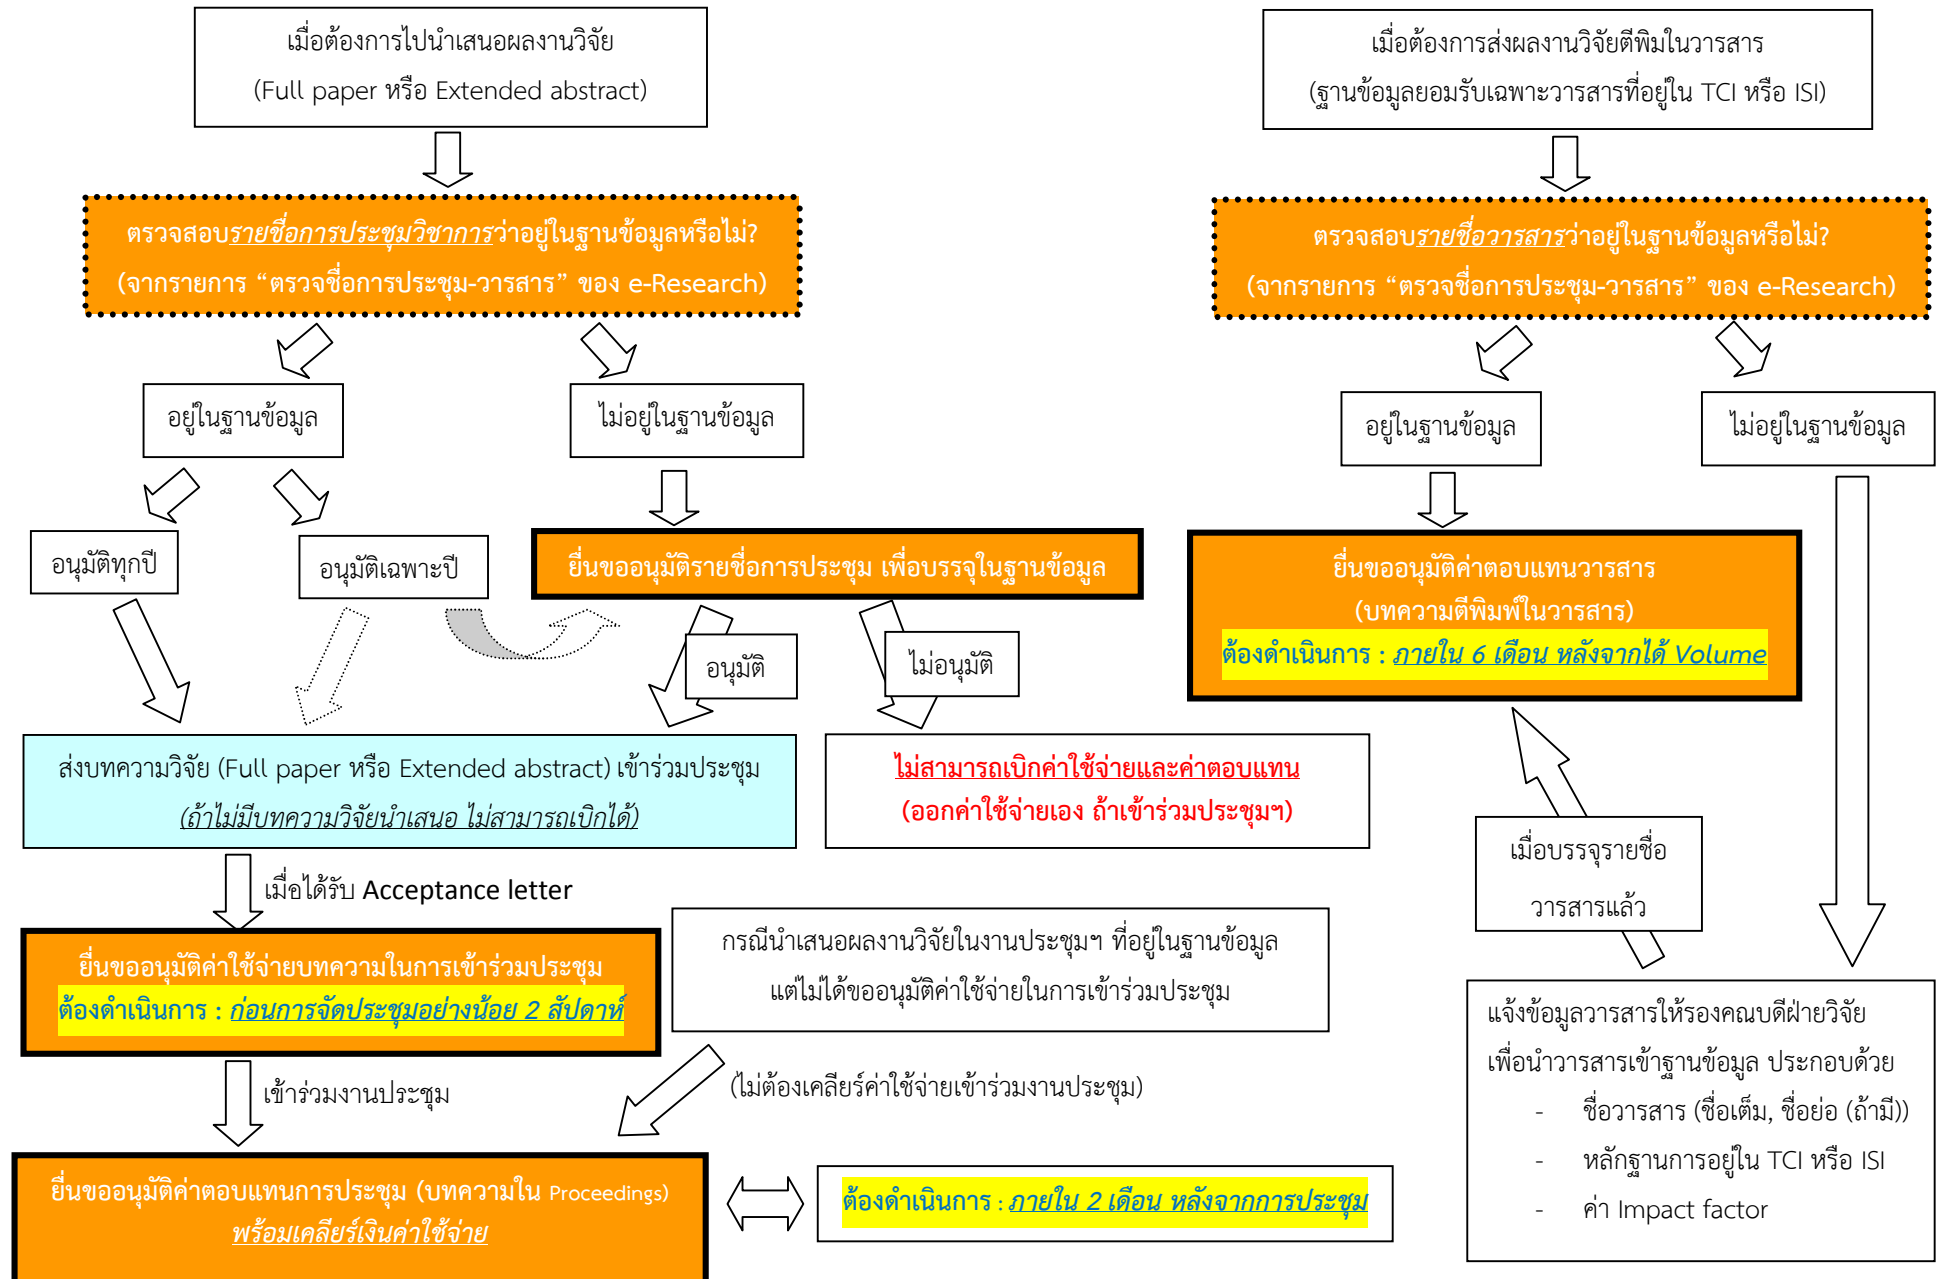 เมื่อต้องการไปนำเสนอผลงานวิจัย
(Full paper หรือ Extended abstract)
ตรวจสอบรายชื่อการประชุมวิชาการว่าอยู่ในฐานข้อมูลหรือไม่?
(จากรายการ “ตรวจชื่อการประชุม-วารสาร” ของ e-Research)
อยู่ในฐานข้อมูล
ไม่อยู่ในฐานข้อมูล
อนุมัติทุกปี
อนุมัติเฉพาะปี
ยื่นขออนุมัติรายชื่อการประชุม เพื่อบรรจุในฐานข้อมูล
อนุมัติ
ไม่อนุมัติ
ส่งบทความวิจัย (Full paper หรือ Extended abstract) เข้าร่วมประชุม
(ถ้าไม่มีบทความวิจัยนำเสนอ ไม่สามารถเบิกได้)
ไม่สามารถเบิกค่าใช้จ่ายและค่าตอบแทน
(ออกค่าใช้จ่ายเอง ถ้าเข้าร่วมประชุมฯ)
เมื่อได้รับ Acceptance letter
ยื่นขออนุมัติค่าใช้จ่ายบทความในการเข้าร่วมประชุม
ต้องดำเนินการ : ก่อนการจัดประชุมอย่างน้อย 2 สัปดาห์
กรณีนำเสนอผลงานวิจัยในงานประชุมฯ ที่อยู่ในฐานข้อมูล
แต่ไม่ได้ขออนุมัติค่าใช้จ่ายในการเข้าร่วมประชุม
เข้าร่วมงานประชุม
(ไม่ต้องเคลียร์ค่าใช้จ่ายเข้าร่วมงานประชุม)
ยื่นขออนุมัติค่าตอบแทนการประชุม (บทความใน Proceedings)
พร้อมเคลียร์เงินค่าใช้จ่าย
ต้องดำเนินการ : ภายใน 2 เดือน หลังจากการประชุม
เมื่อต้องการส่งผลงานวิจัยตีพิมในวารสาร
(ฐานข้อมูลยอมรับเฉพาะวารสารที่อยู่ใน TCI หรือ ISI)
ตรวจสอบรายชื่อวารสารว่าอยู่ในฐานข้อมูลหรือไม่?
(จากรายการ “ตรวจชื่อการประชุม-วารสาร” ของ e-Research)
อยู่ในฐานข้อมูล
ไม่อยู่ในฐานข้อมูล
ยื่นขออนุมัติค่าตอบแทนวารสาร
(บทความตีพิมพ์ในวารสาร)
ต้องดำเนินการ : ภายใน 6 เดือน หลังจากได้ Volume
เมื่อบรรจุรายชื่อ
วารสารแล้ว
แจ้งข้อมูลวารสารให้รองคณบดีฝ่ายวิจัย
เพื่อนำวารสารเข้าฐานข้อมูล ประกอบด้วย
- ชื่อวารสาร (ชื่อเต็ม, ชื่อย่อ (ถ้ามี))
- หลักฐานการอยู่ใน TCI หรือ ISI
- ค่า Impact factor